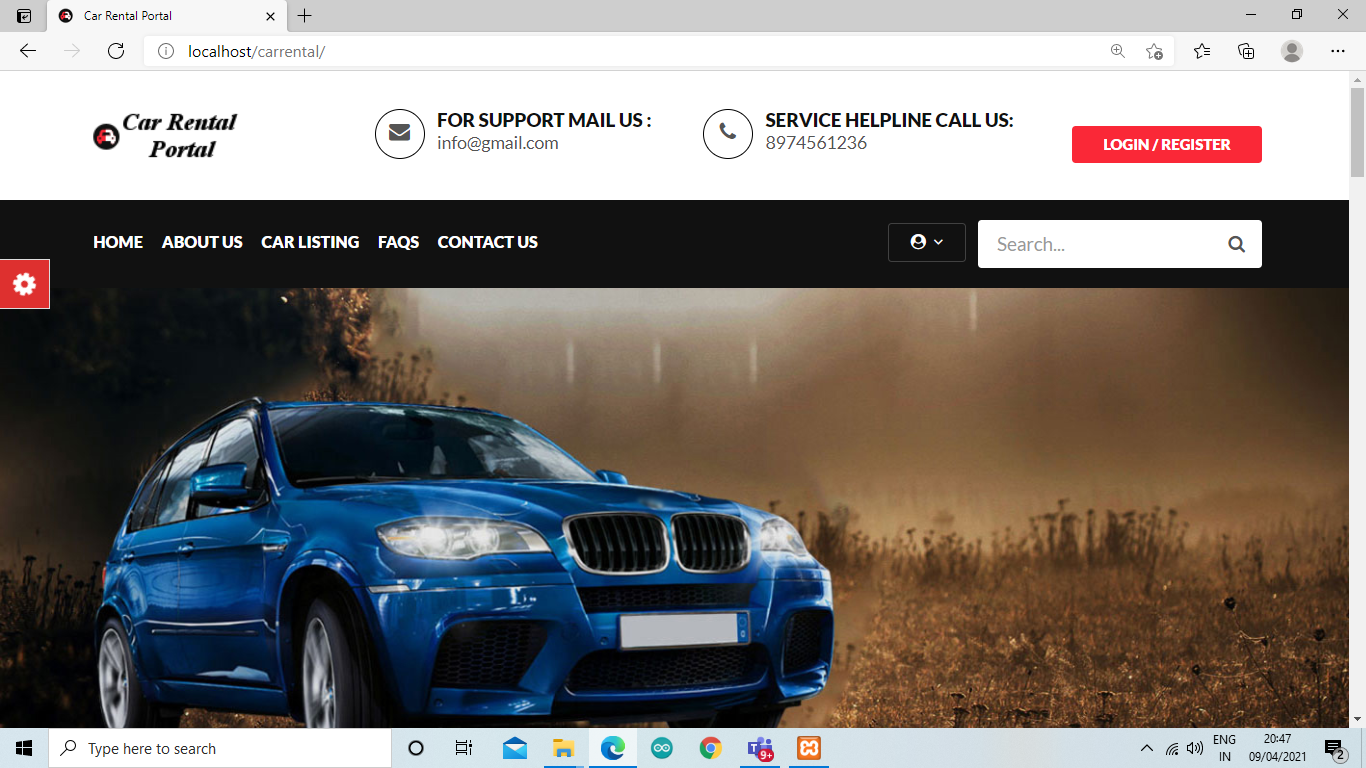 Car Rental Portal
localhost/carrental/
Car Rental
Portal
FOR SUPPORT MAIL US :
info@gmail.com
SERVICE HELPLINE CALL US:
8974561236
LOGIN / REGISTER
HOME ABOUT US CAR LISTING FAQS CONTACT US
Search...
Type here to search
9+
ENG
IN
20:47
09/04/2021
2